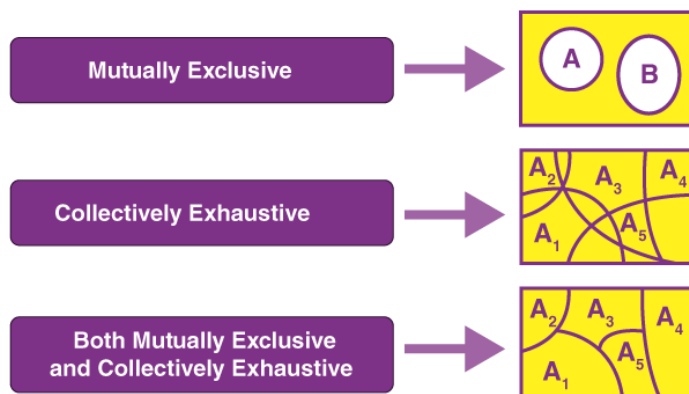 Mutually Exclusive
A
B
Collectively Exhaustive
A₂
A₃
A₄
A₁
A₅
Both Mutually Exclusive
and Collectively Exhaustive
A₂
A₃
A₄
A₅
A₁